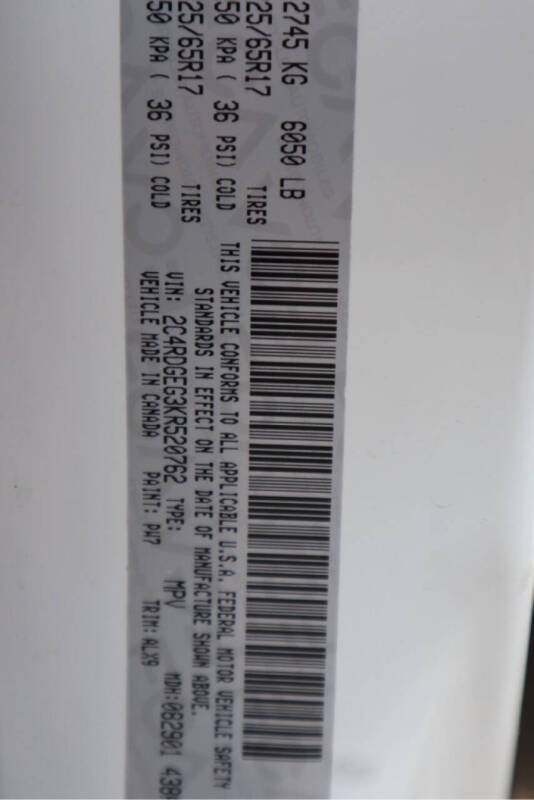 2745 KG 6050 LB
25/65R17 TIRES
50 KPA ( 36 PSI) COLD
25/65R17 TIRES
50 KPA ( 36 PSI) COLD
THIS VEHICLE CONFORMS TO ALL APPLICABLE U.S.A. FEDERAL MOTOR VEHICLE SAFETY
STANDARDS IN EFFECT ON THE DATE OF MANUFACTURE SHOWN ABOVE.
VIN: 2C4RDGEG3KR520762 TYPE: MPV MDH:082901 438
VEHICLE MADE IN CANADA PAINT: PW7 TRIM: ALX9